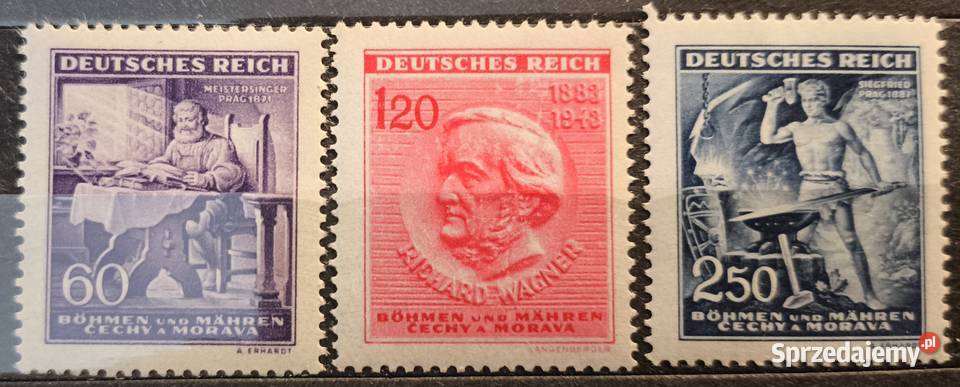 DEUTSCHES REICH
MEISTERSINGER
PRAG 1871
60
BÖHMEN UND MÄHREN
ČECHY A MORAVA
A. ERHARDT
DEUTSCHES REICH
120
1883
1943
RICHARD-WAGNER
BÖHMEN UND MÄHREN
ČECHY A MORAVA
LANGENBERGER
DEUTSCHES REICH
SIEGFRIED
PRAG 1887
250
BÖHMEN UND MÄHREN
ČECHY A MORAVA
Sprzedajemy.pl